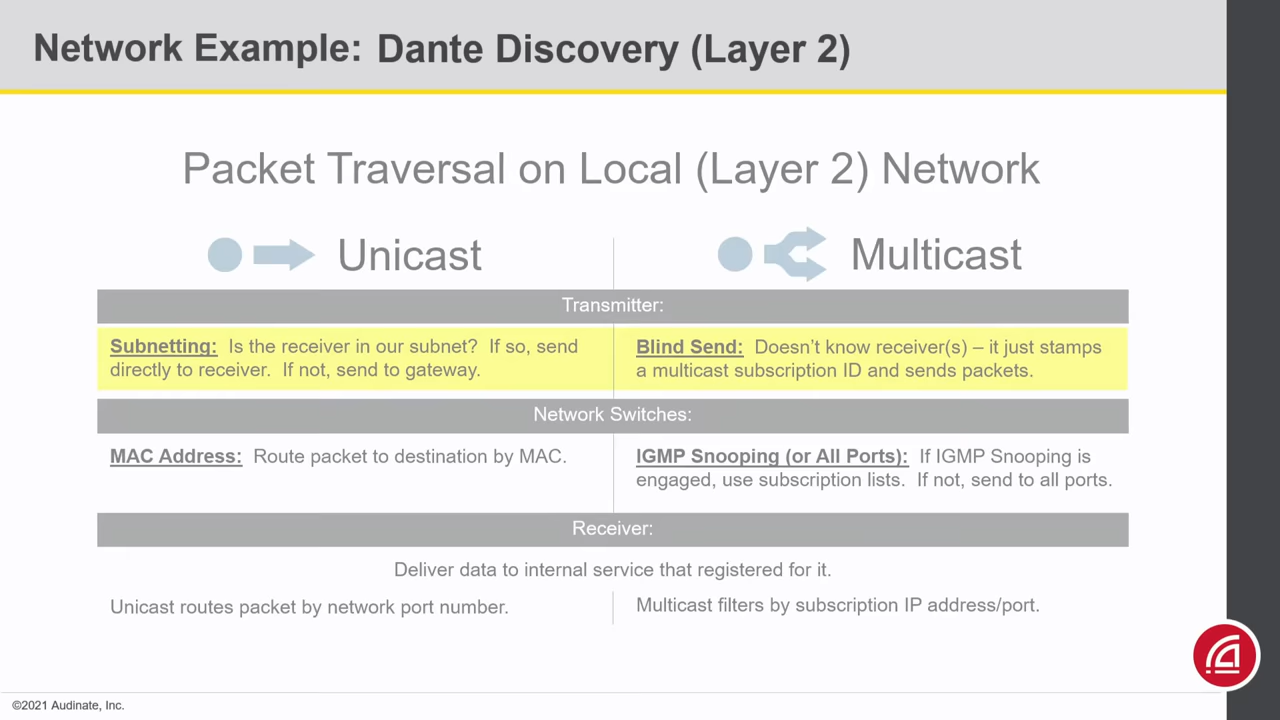 Network Example: Dante Discovery (Layer 2)
Packet Traversal on Local (Layer 2) Network
Unicast
Multicast
Transmitter:
Subnetting: Is the receiver in our subnet? If so, send
directly to receiver. If not, send to gateway.
Blind Send: Doesn't know receiver(s) – it just stamps
a multicast subscription ID and sends packets.
Network Switches:
MAC Address: Route packet to destination by MAC.
IGMP Snooping (or All Ports): If IGMP Snooping is
engaged, use subscription lists. If not, send to all ports.
Receiver:
Deliver data to internal service that registered for it.
Unicast routes packet by network port number.
Multicast filters by subscription IP address/port.
©2021 Audinate, Inc.